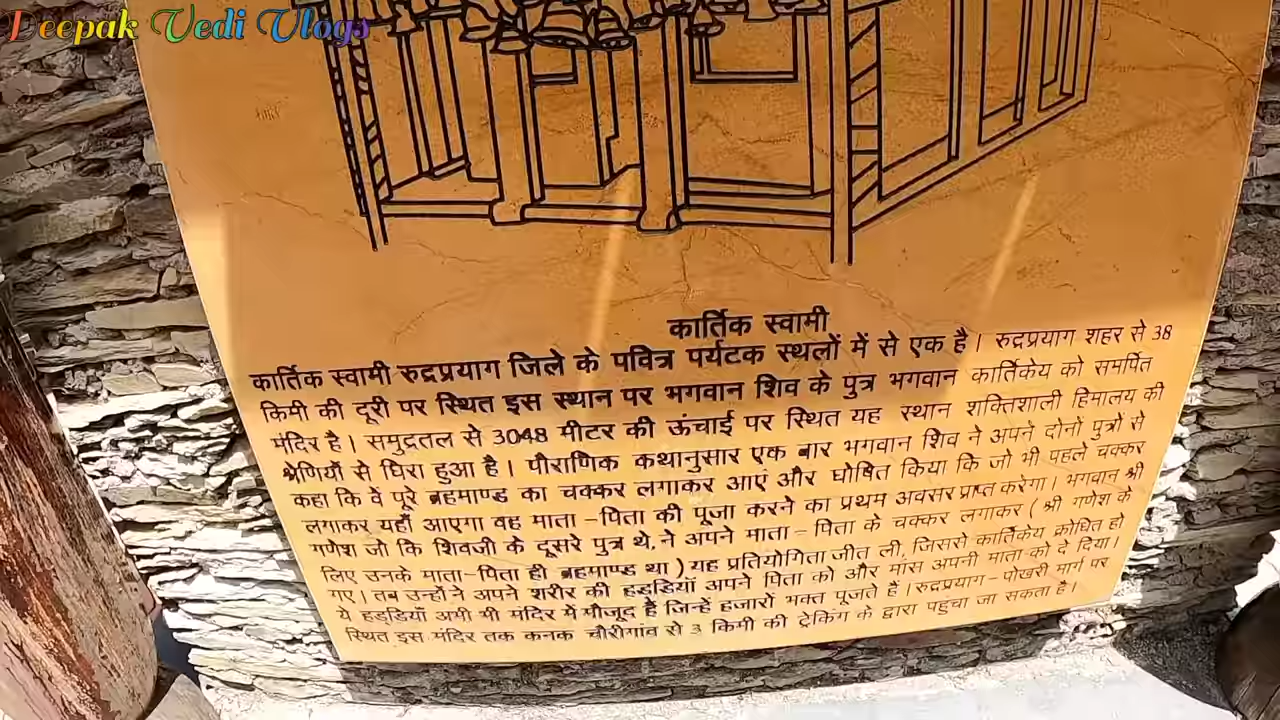 Deepak Vedi Vlogs
कार्तिक स्वामी
कार्तिक स्वामी रुद्रप्रयाग जिले के पवित्र पर्यटक स्थलों में से एक है। रुद्रप्रयाग शहर से 38
किमी की दूरी पर स्थित इस स्थान पर भगवान शिव के पुत्र भगवान कार्तिकेय को समर्पित
मंदिर है। समुद्रतल से 3048 मीटर की ऊंचाई पर स्थित यह स्थान शक्तिशाली हिमालय की
श्रेणियों से घिरा हुआ है। पौराणिक कथानुसार एक बार भगवान शिव ने अपने दोनों पुत्रों से
कहा कि वे पूरे ब्रहमाण्ड का चक्कर लगाकर आएं और घोषित किया कि जो भी पहले चक्कर
लगाकर यहाँ आएगा वह माता-पिता की पूजा करने का प्रथम अवसर प्राप्त करेगा। भगवान श्री
गणेश जो कि शिवजी के दूसरे पुत्र थे, ने अपने माता-पिता के चक्कर लगाकर (श्री गणेश के
लिए उनके माता-पिता ही ब्रहमाण्ड था) यह प्रतियोगिता जीत ली, जिससे कार्तिकेय क्रोधित हो
गए। तब उन्होंने अपने शरीर की हड्डियाँ अपने पिता को और मांस अपनी माता को दे दिया।
ये हड्डियाँ अभी भी मंदिर में मौजूद हैं जिन्हें हजारों भक्त पूजते हैं। रुद्रप्रयाग-पोखरी मार्ग पर
स्थित इस मंदिर तक कनक चौरीगांव से 3 किमी की ट्रेकिंग के द्वारा पहुंचा जा सकता है।